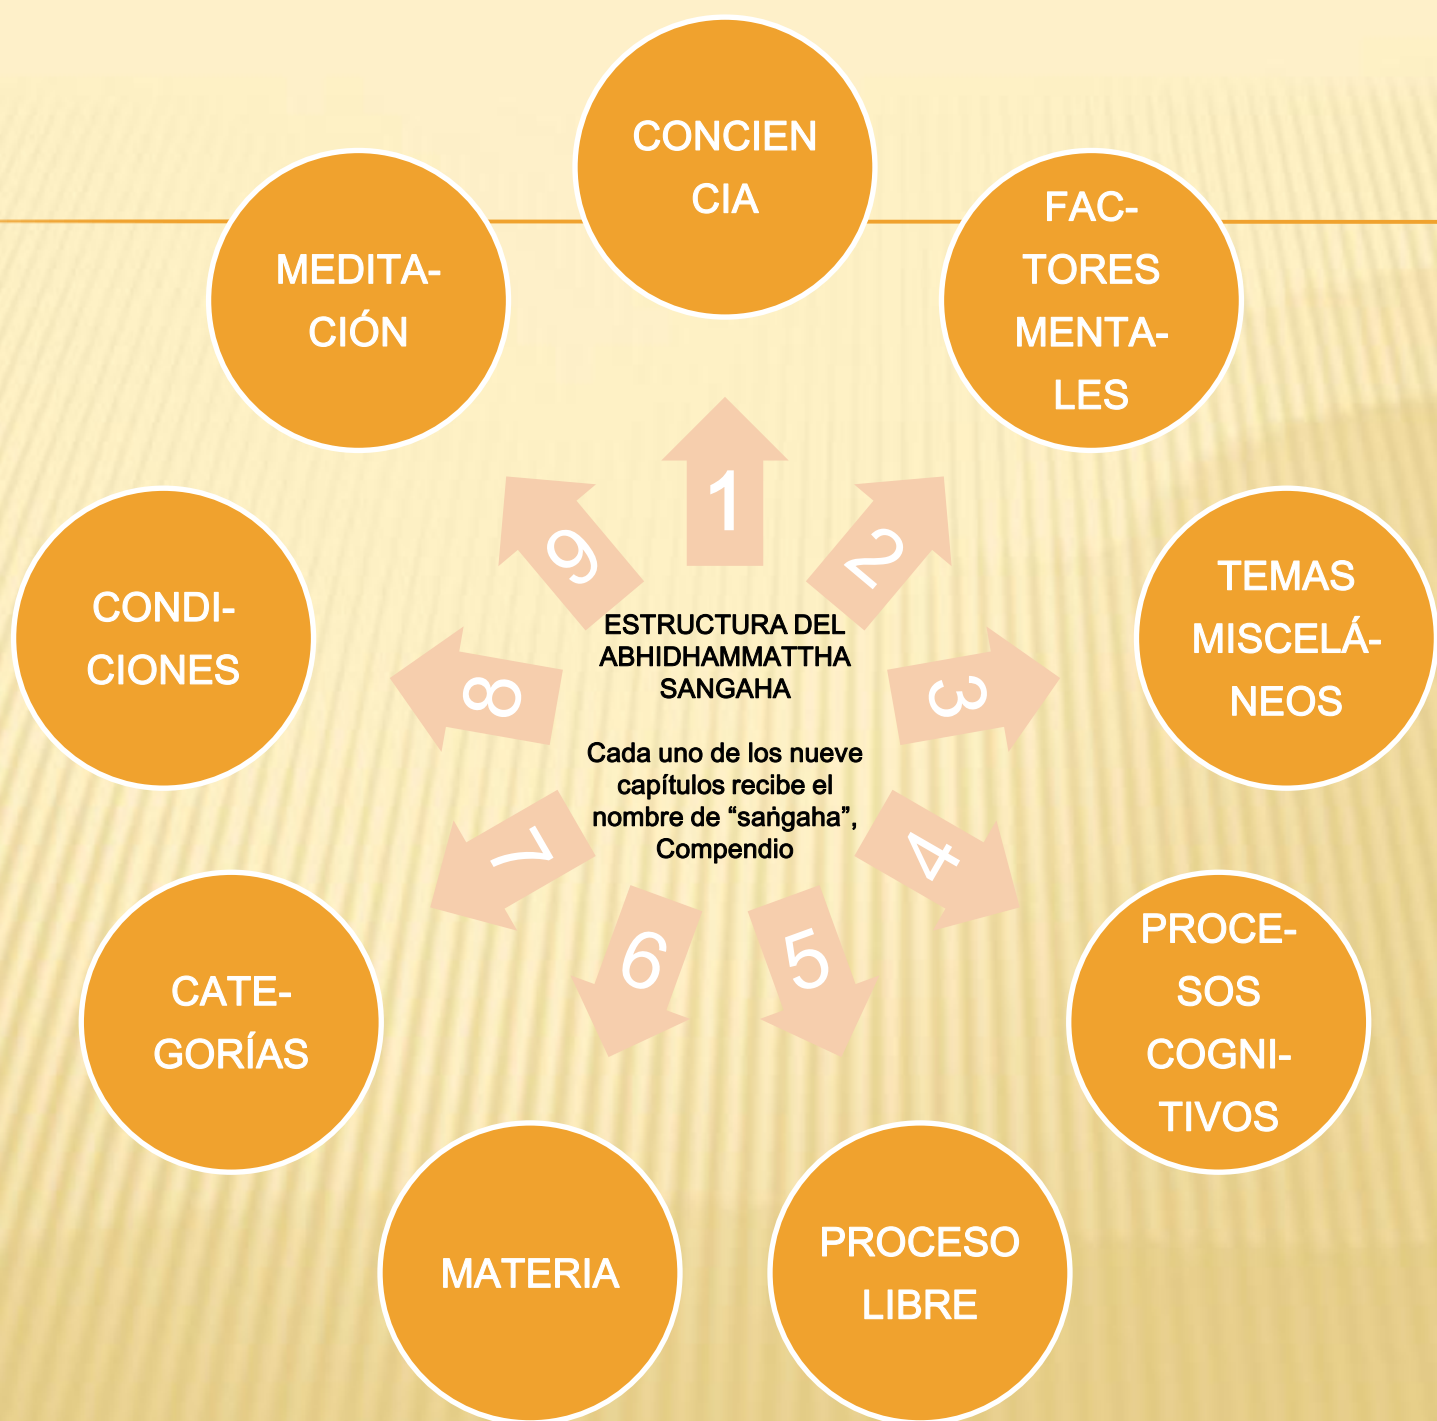 CONCIEN
CIA
FAC-
TORES
MENTA-
LES
TEMAS
MISCELÁ-
NEOS
PROCE-
SOS
COGNI-
TIVOS
PROCESO
LIBRE
MATERIA
CATE-
GORÍAS
CONDI-
CIONES
MEDITA-
CIÓN
1
2
3
4
5
6
7
8
9
ESTRUCTURA DEL
ABHIDHAMMATTHA
SANGAHA
Cada uno de los nueve
capítulos recibe el
nombre de “saṅgaha”,
Compendio